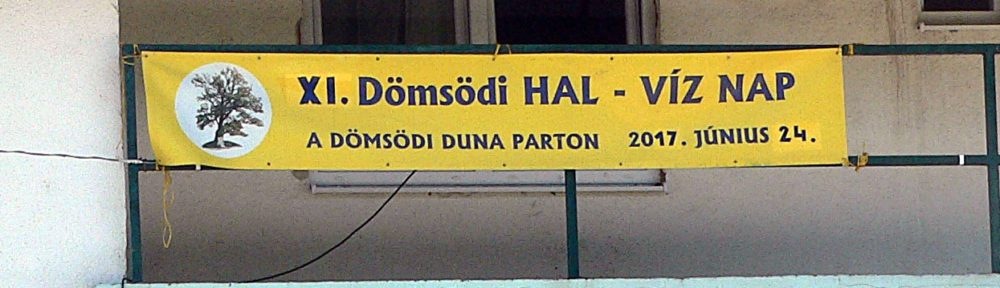 XI. Dömsödi HAL - VÍZ NAP
A DÖMSÖDI DUNA PARTON 2017. JÚNIUS 24.